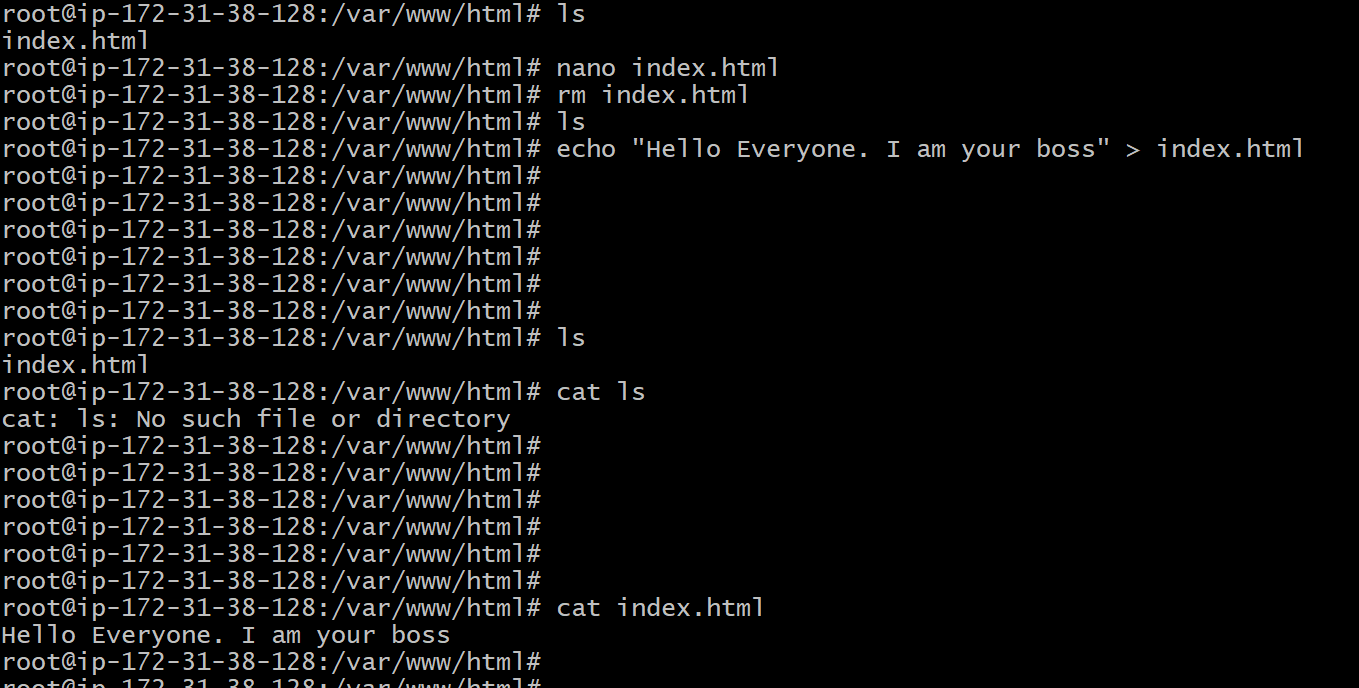 root@ip-172-31-38-128:/var/www/html# ls
index.html
root@ip-172-31-38-128:/var/www/html# nano index.html
root@ip-172-31-38-128:/var/www/html# rm index.html
root@ip-172-31-38-128:/var/www/html# ls
root@ip-172-31-38-128:/var/www/html# echo "Hello Everyone. I am your boss" > index.html
root@ip-172-31-38-128:/var/www/html#
root@ip-172-31-38-128:/var/www/html#
root@ip-172-31-38-128:/var/www/html#
root@ip-172-31-38-128:/var/www/html#
root@ip-172-31-38-128:/var/www/html#
root@ip-172-31-38-128:/var/www/html#
root@ip-172-31-38-128:/var/www/html# ls
index.html
root@ip-172-31-38-128:/var/www/html# cat ls
cat: ls: No such file or directory
root@ip-172-31-38-128:/var/www/html#
root@ip-172-31-38-128:/var/www/html#
root@ip-172-31-38-128:/var/www/html#
root@ip-172-31-38-128:/var/www/html#
root@ip-172-31-38-128:/var/www/html#
root@ip-172-31-38-128:/var/www/html#
root@ip-172-31-38-128:/var/www/html# cat index.html
Hello Everyone. I am your boss
root@ip-172-31-38-128:/var/www/html#
root@ip-172-31-38-128:/var/www/html#